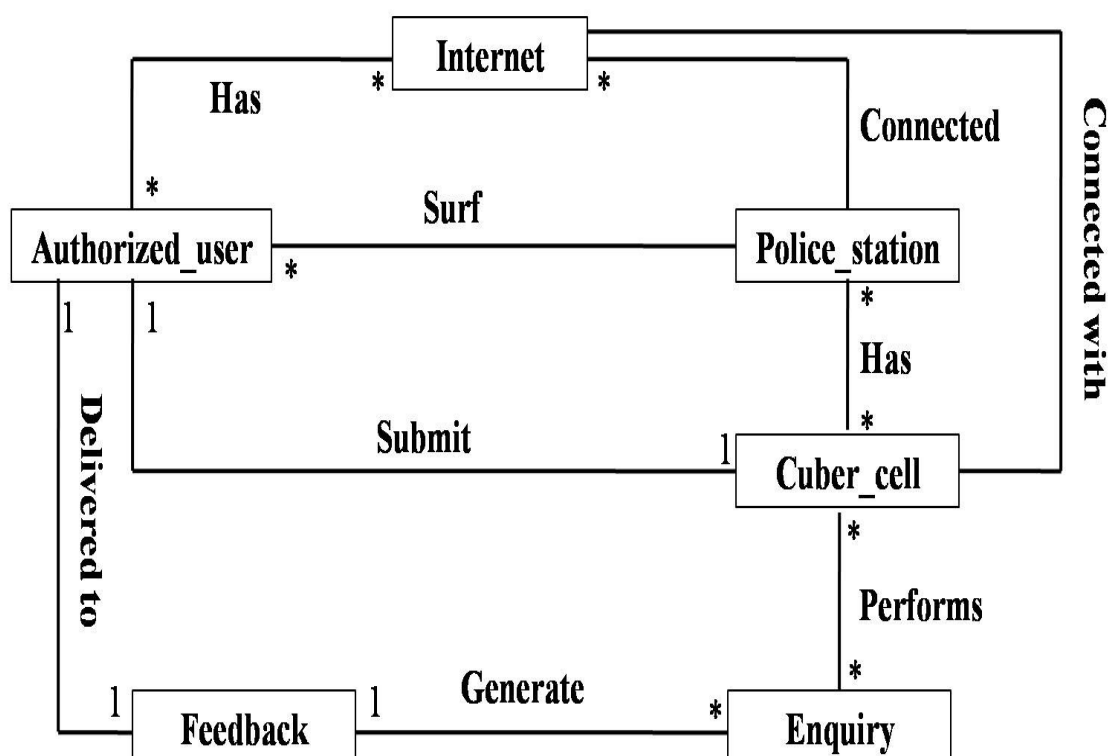 Internet
*
*
Has
Connected
Connected with
*
Surf
Authorized_user
*
Police_station
*
1
1
Has
Delivered to
*
Submit
1
Cuber_cell
*
Performs
*
Generate
1
1
*
Feedback
Enquiry